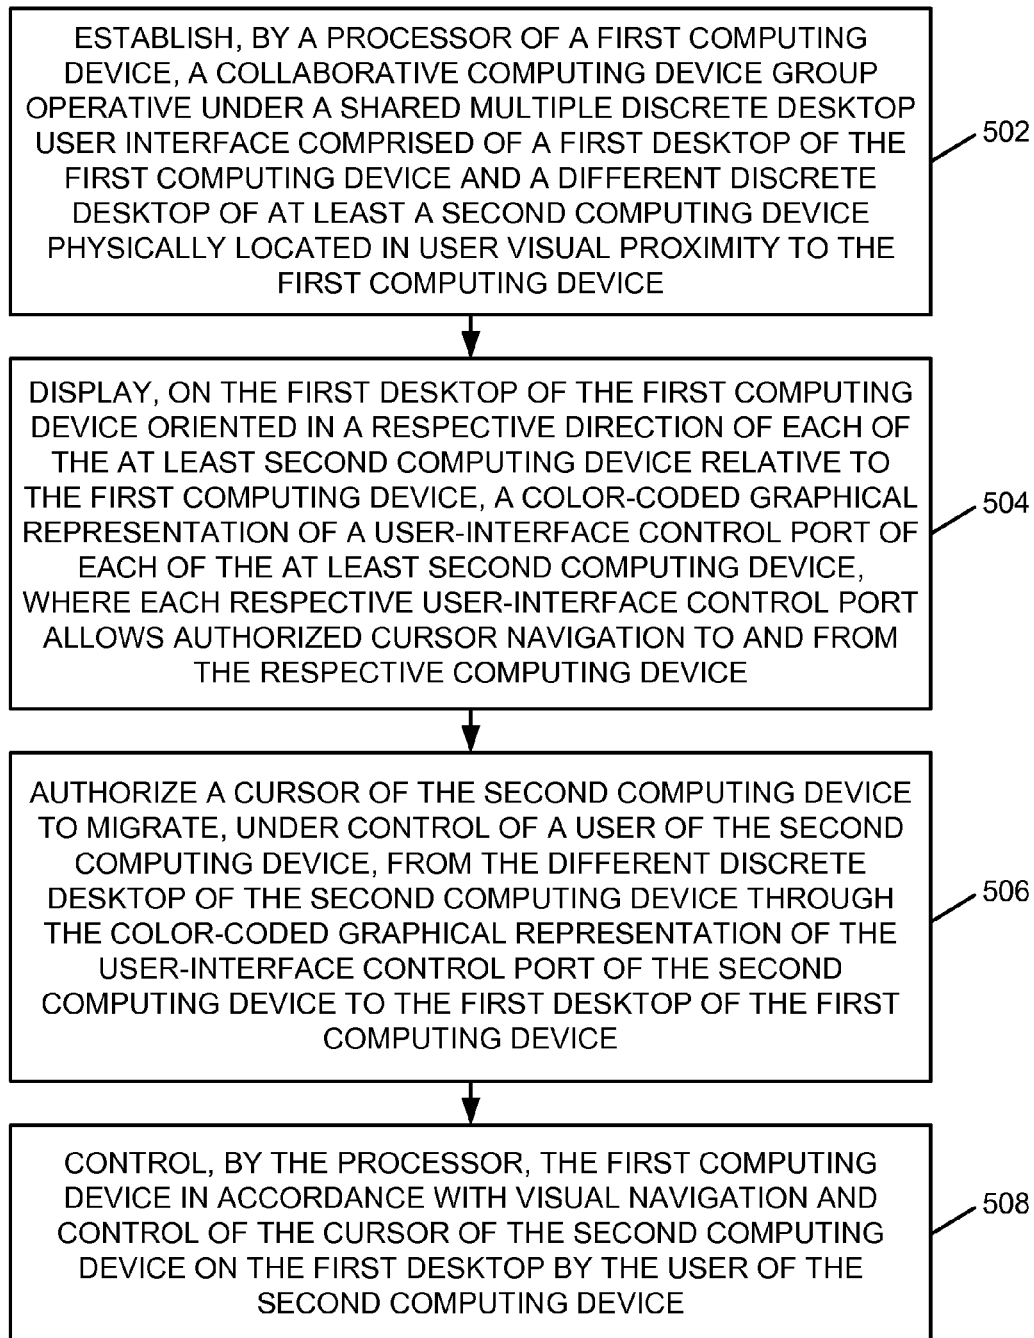 ESTABLISH, BY A PROCESSOR OF A FIRST COMPUTING
DEVICE, A COLLABORATIVE COMPUTING DEVICE GROUP
OPERATIVE UNDER A SHARED MULTIPLE DISCRETE DESKTOP
USER INTERFACE COMPRISED OF A FIRST DESKTOP OF THE
FIRST COMPUTING DEVICE AND A DIFFERENT DISCRETE
DESKTOP OF AT LEAST A SECOND COMPUTING DEVICE
PHYSICALLY LOCATED IN USER VISUAL PROXIMITY TO THE
FIRST COMPUTING DEVICE
502
DISPLAY, ON THE FIRST DESKTOP OF THE FIRST COMPUTING
DEVICE ORIENTED IN A RESPECTIVE DIRECTION OF EACH OF
THE AT LEAST SECOND COMPUTING DEVICE RELATIVE TO
THE FIRST COMPUTING DEVICE, A COLOR-CODED GRAPHICAL
REPRESENTATION OF A USER-INTERFACE CONTROL PORT OF
EACH OF THE AT LEAST SECOND COMPUTING DEVICE,
WHERE EACH RESPECTIVE USER-INTERFACE CONTROL PORT
ALLOWS AUTHORIZED CURSOR NAVIGATION TO AND FROM
THE RESPECTIVE COMPUTING DEVICE
504
AUTHORIZE A CURSOR OF THE SECOND COMPUTING DEVICE
TO MIGRATE, UNDER CONTROL OF A USER OF THE SECOND
COMPUTING DEVICE, FROM THE DIFFERENT DISCRETE
DESKTOP OF THE SECOND COMPUTING DEVICE THROUGH
THE COLOR-CODED GRAPHICAL REPRESENTATION OF THE
USER-INTERFACE CONTROL PORT OF THE SECOND
COMPUTING DEVICE TO THE FIRST DESKTOP OF THE FIRST
COMPUTING DEVICE
506
CONTROL, BY THE PROCESSOR, THE FIRST COMPUTING
DEVICE IN ACCORDANCE WITH VISUAL NAVIGATION AND
CONTROL OF THE CURSOR OF THE SECOND COMPUTING
DEVICE ON THE FIRST DESKTOP BY THE USER OF THE
SECOND COMPUTING DEVICE
508